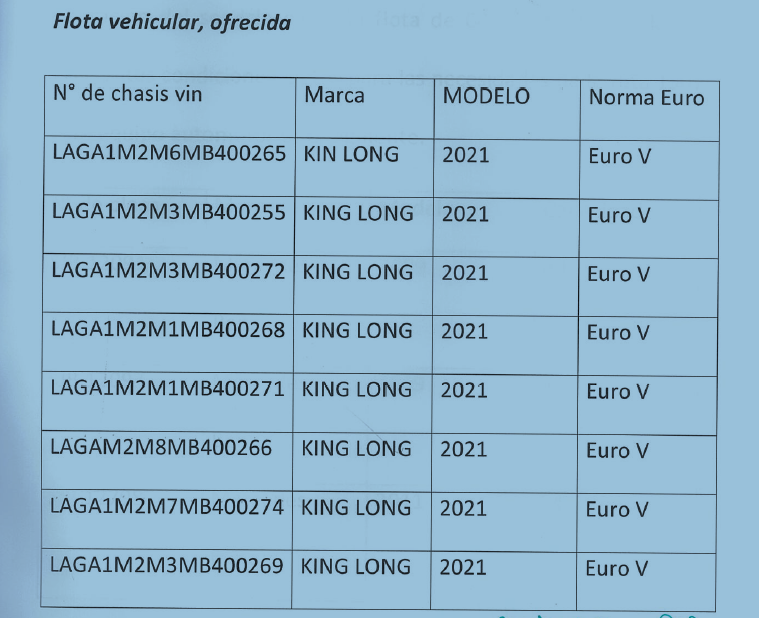 Flota vehicular, ofrecida
N° de chasis vin Marca MODELO Norma Euro
LAGA1M2M6MB400265 KIN LONG 2021 Euro V
LAGA1M2M3MB400255 KING LONG 2021 Euro V
LAGA1M2M3MB400272 KING LONG 2021 Euro V
LAGA1M2M1MB400268 KING LONG 2021 Euro V
LAGA1M2M1MB400271 KING LONG 2021 Euro V
LAGAM2M8MB400266 KING LONG 2021 Euro V
LAGA1M2M7MB400274 KING LONG 2021 Euro V
LAGA1M2M3MB400269 KING LONG 2021 Euro V